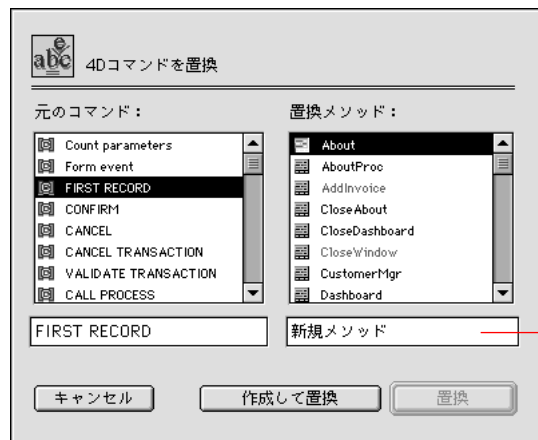 abec
4Dコマンドを置換
元のコマンド：
Count parameters
Form event
FIRST RECORD
CONFIRM
CANCEL
CANCEL TRANSACTION
VALIDATE TRANSACTION
CALL PROCESS
FIRST RECORD
置換メソッド：
About
AboutProc
AddInvoice
CloseAbout
CloseDashboard
CloseWindow
CustomerMgr
Dashboard
新規メソッド
キャンセル
作成して置換
置換